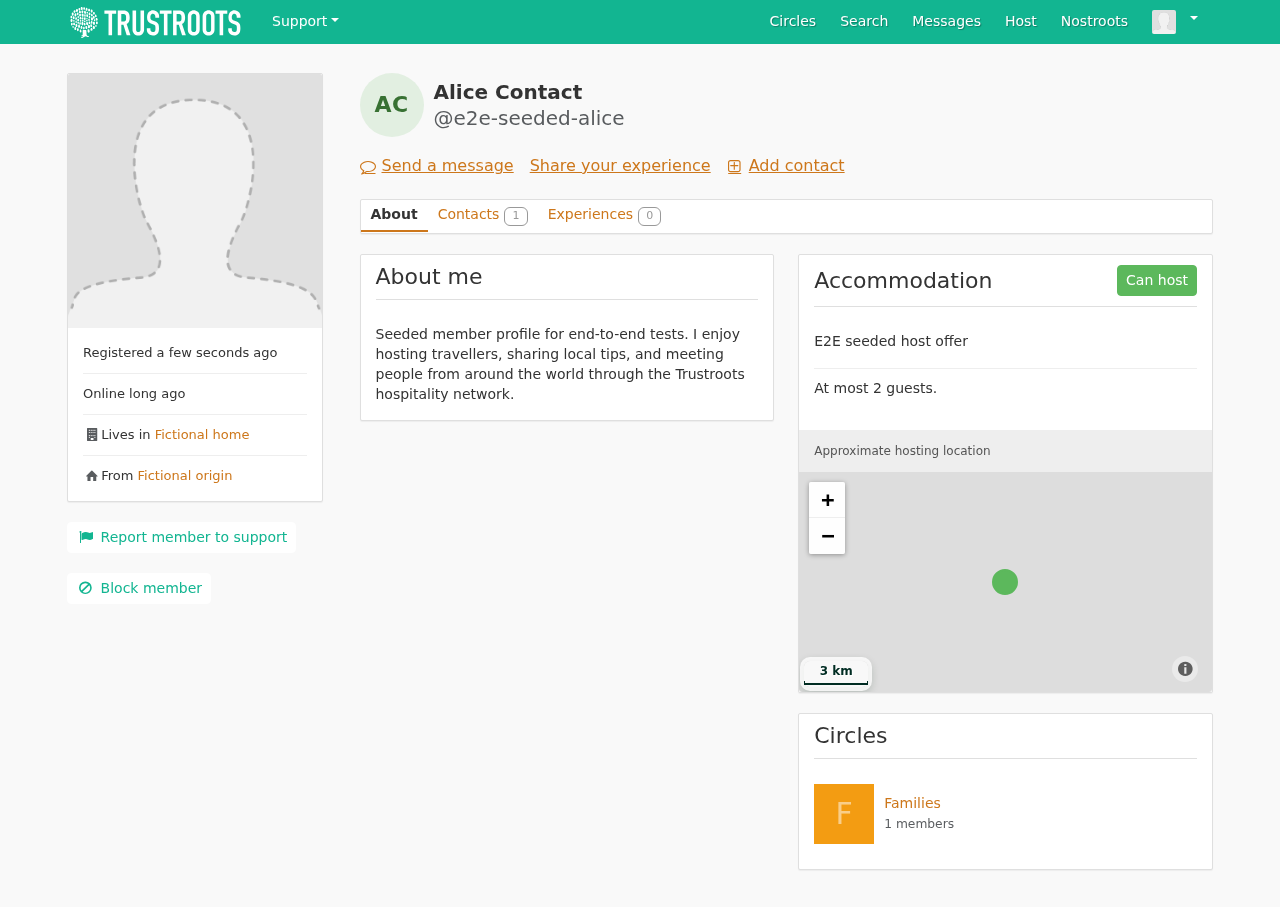 TRUSTROOTS
Support
Circles
Search
Messages
Host
Nostroots
AC
Alice Contact
@e2e-seeded-alice
Send a message
Share your experience
Add contact
About
Contacts 1
Experiences 0
Registered a few seconds ago
Online long ago
Lives in Fictional home
From Fictional origin
Report member to support
Block member
About me
Seeded member profile for end-to-end tests. I enjoy
hosting travellers, sharing local tips, and meeting
people from around the world through the Trustroots
hospitality network.
Accommodation
Can host
E2E seeded host offer
At most 2 guests.
Approximate hosting location
+
−
3 km
Circles
F
Families
1 members